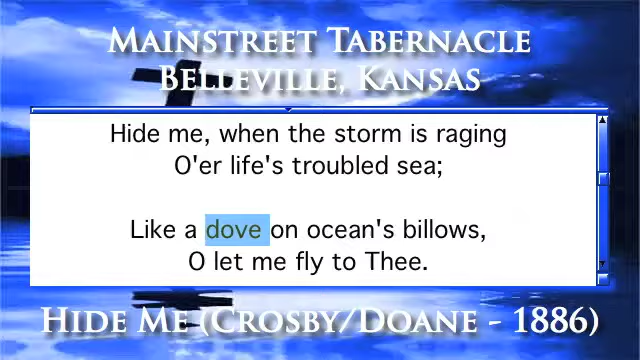 Mainstreet Tabernacle
Belleville, Kansas
Hide me, when the storm is raging
O'er life's troubled sea;
Like a dove on ocean's billows,
O let me fly to Thee.
Hide Me (Crosby/Doane - 1886)